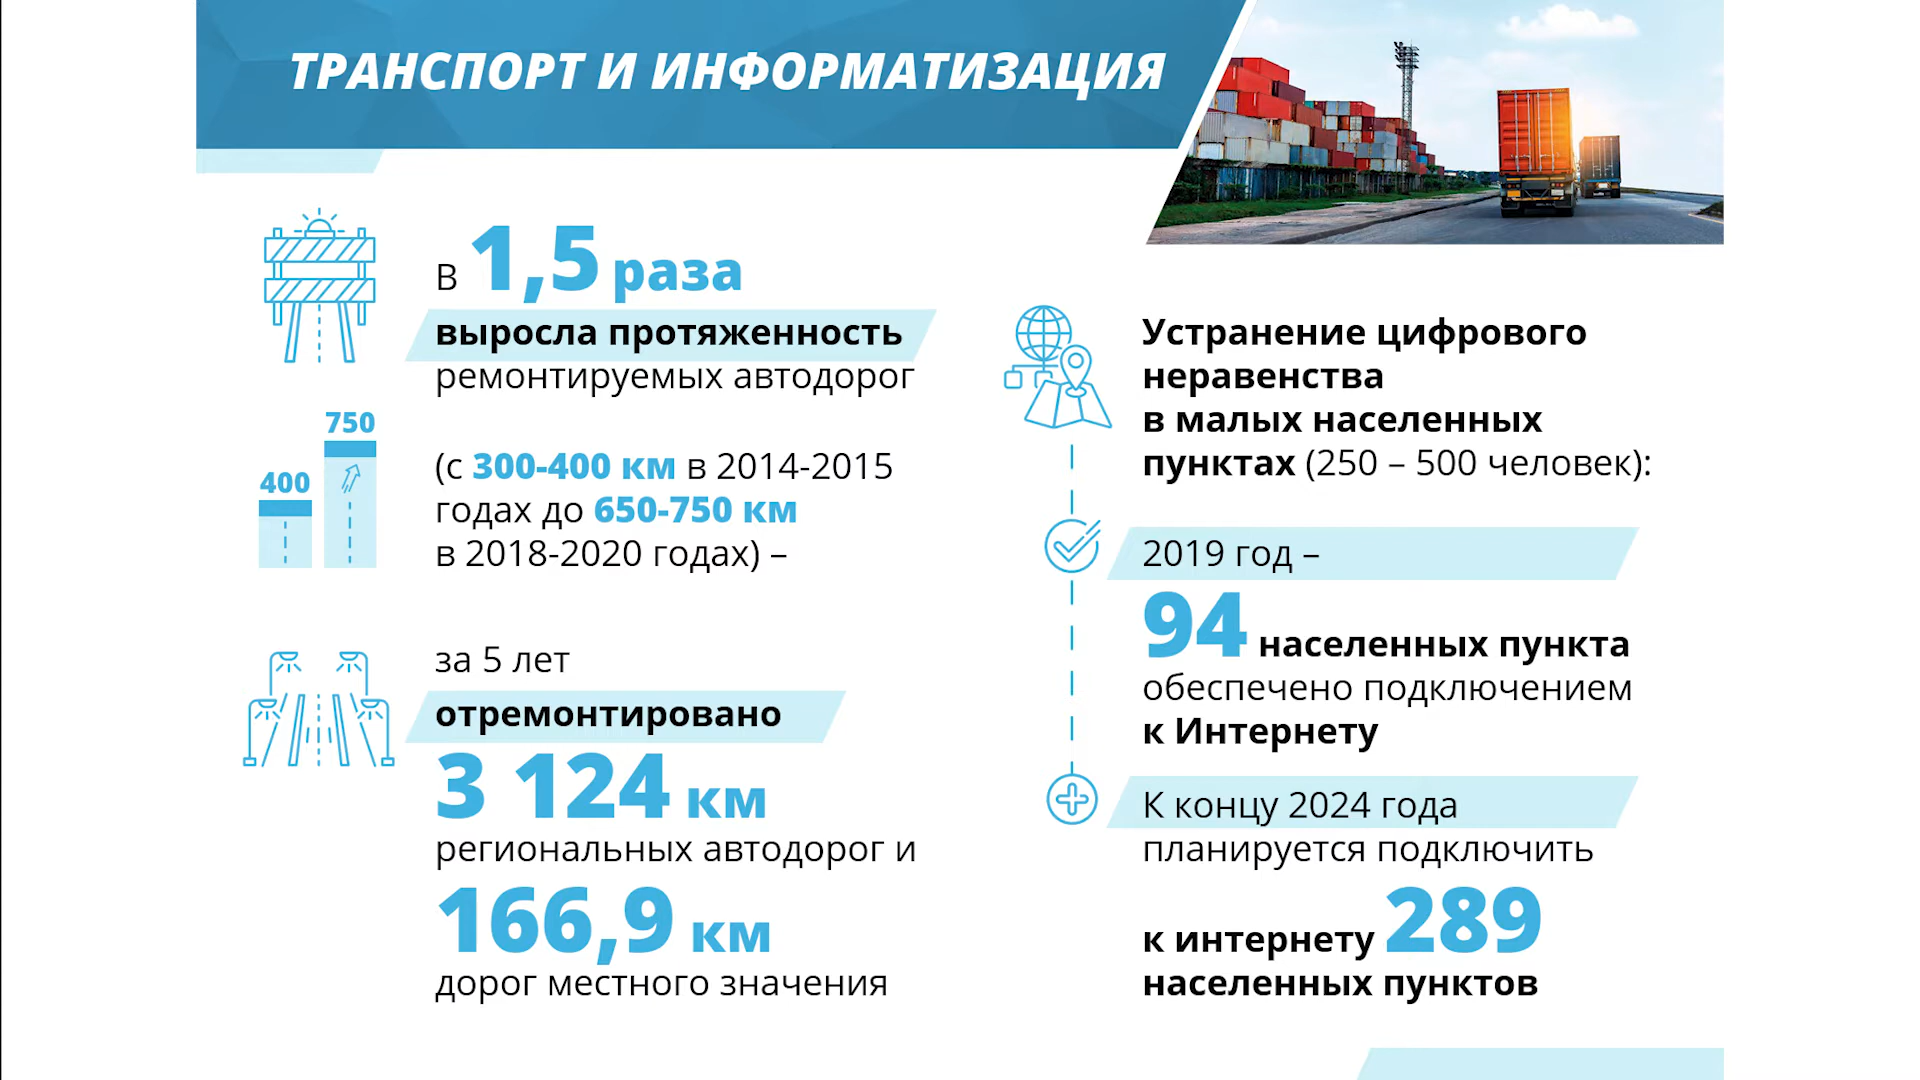 ТРАНСПОРТ И ИНФОРМАТИЗАЦИЯ
В 1,5 раза
выросла протяженность
ремонтируемых автодорог
750
400
(с 300-400 км в 2014-2015
годах до 650-750 км
в 2018-2020 годах) –
за 5 лет
отремонтировано
3 124 км
региональных автодорог и
166,9 км
дорог местного значения
Устранение цифрового
неравенства
в малых населенных
пунктах (250 – 500 человек):
2019 год –
94 населенных пункта
обеспечено подключением
к Интернету
К концу 2024 года
планируется подключить
к интернету 289
населенных пунктов